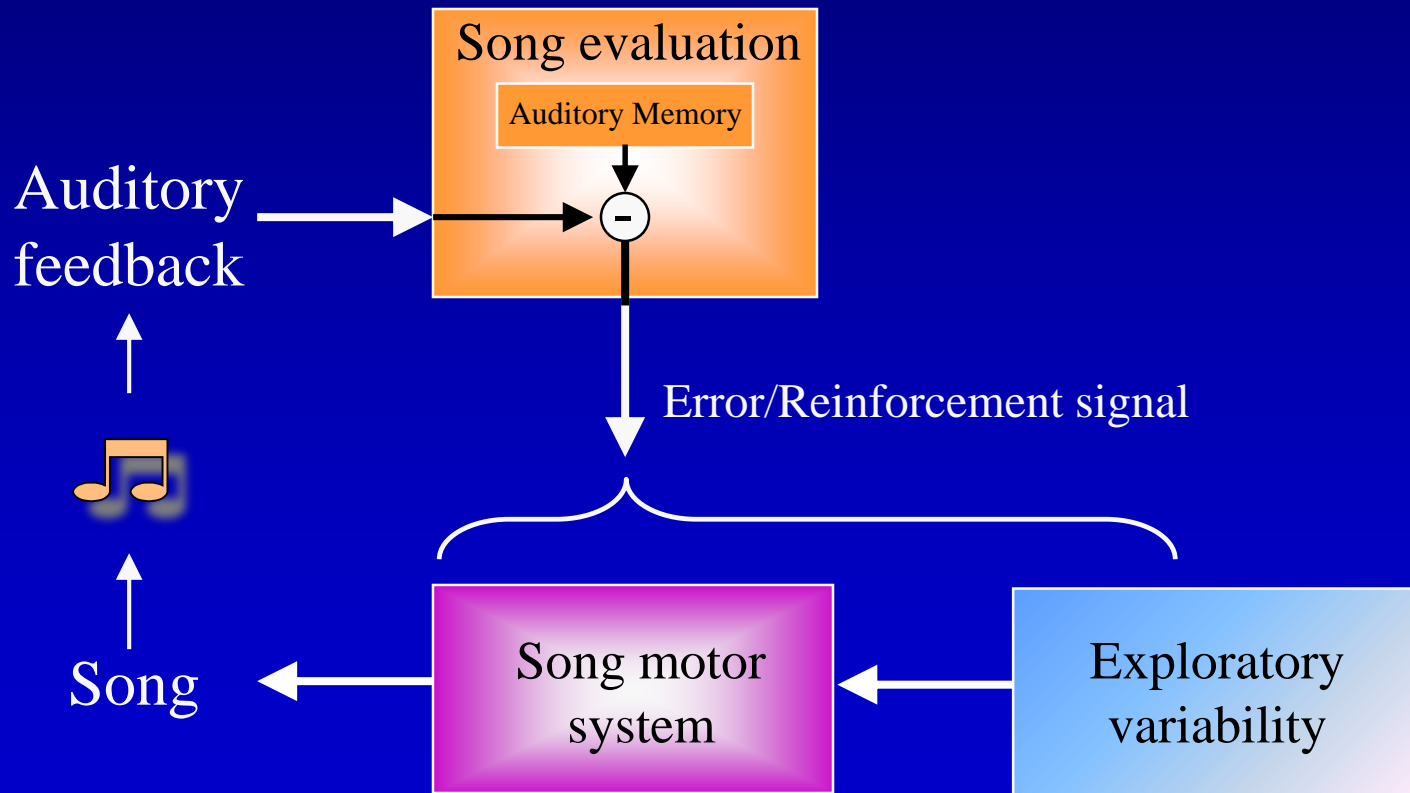 Song evaluation
Auditory Memory
Auditory
feedback
-
Error/Reinforcement signal
Song
Song motor
system
Exploratory
variability